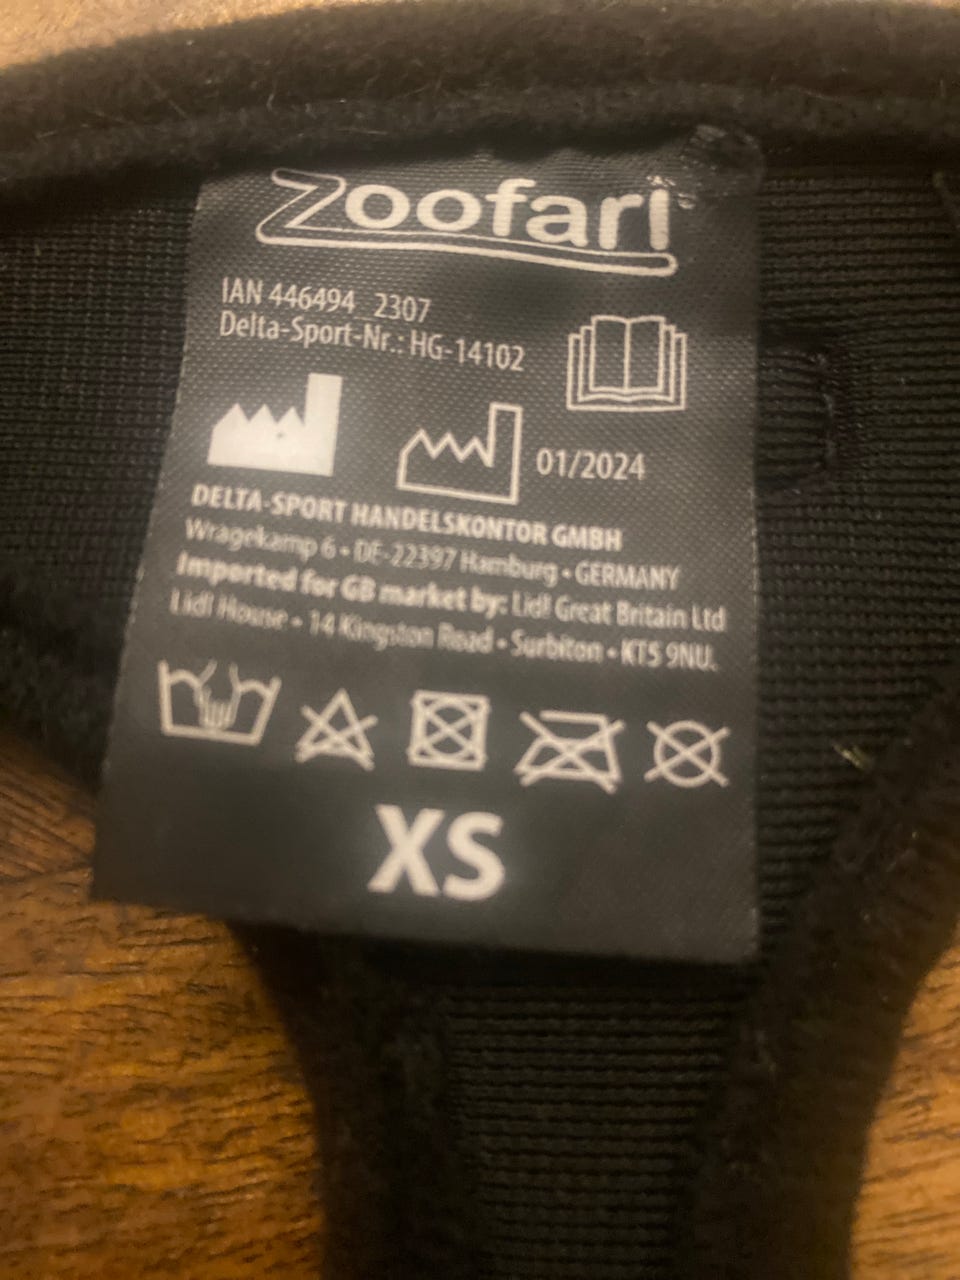 Zoofari®
IAN 446494_2307
Delta-Sport-Nr.: HG-14102
01/2024
DELTA-SPORT HANDELSKONTOR GMBH
Wragekamp 6 • DE-22397 Hamburg • GERMANY
Imported for GB market by: Lidl Great Britain Ltd
Lidl House • 14 Kingston Road • Surbiton • KT5 9NU.
XS